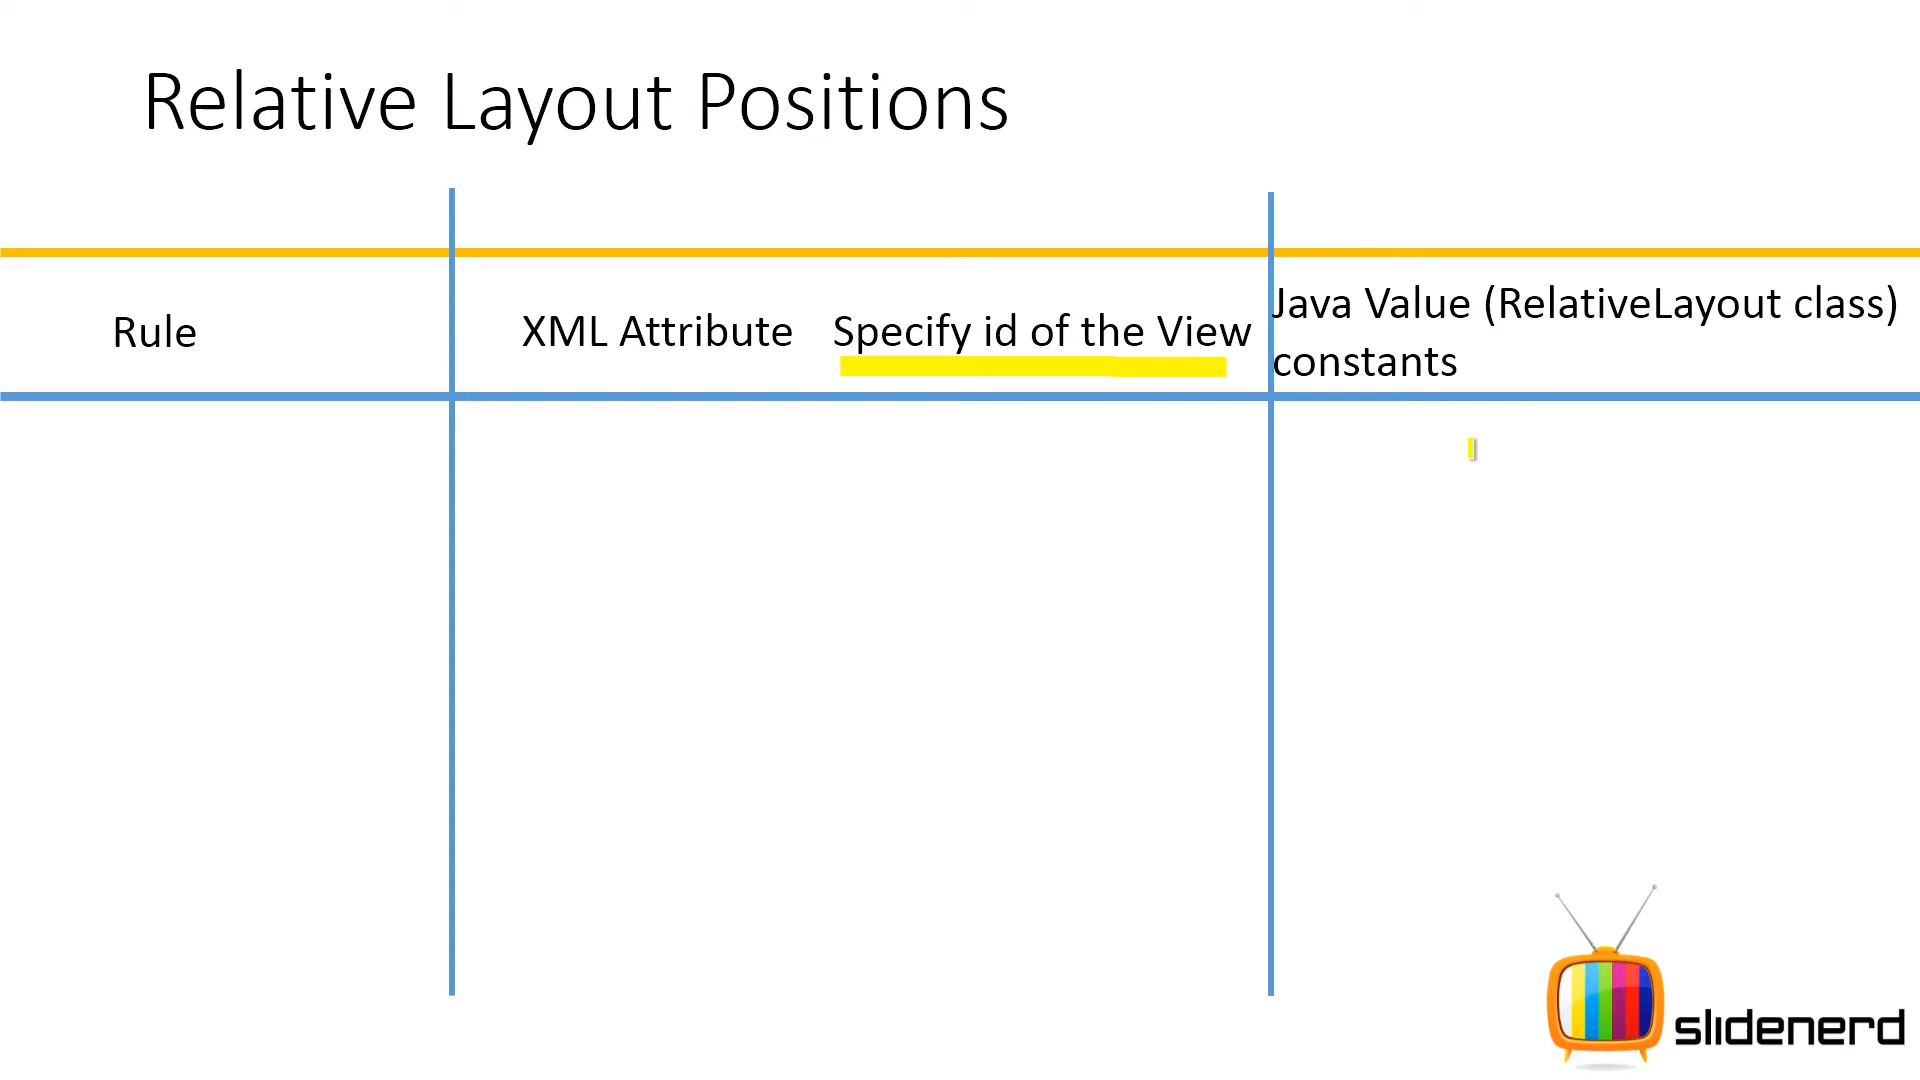 Relative Layout Positions
Rule
XML Attribute
Specify id of the View
Java Value (RelativeLayout class)
constants
slidenerd